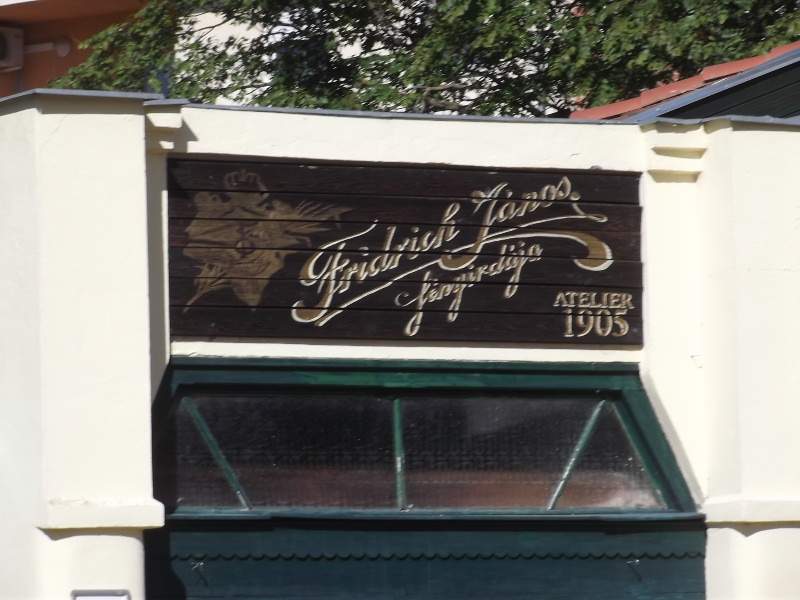 Fridrich János
fényirdája
ATELIER
1905